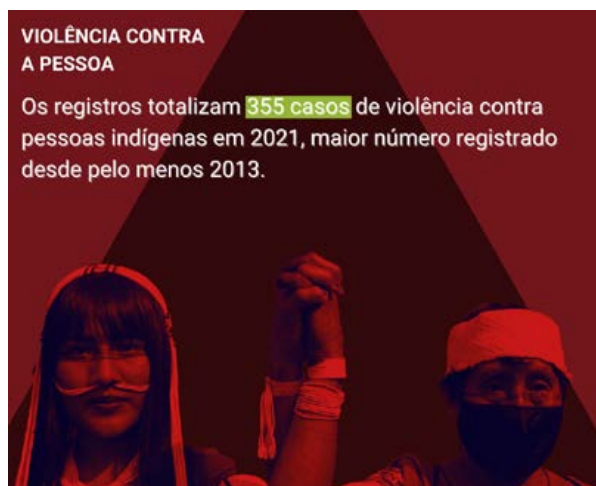 VIOLÊNCIA CONTRA
A PESSOA
Os registros totalizam 355 casos de violência contra
pessoas indígenas em 2021, maior número registrado
desde pelo menos 2013.